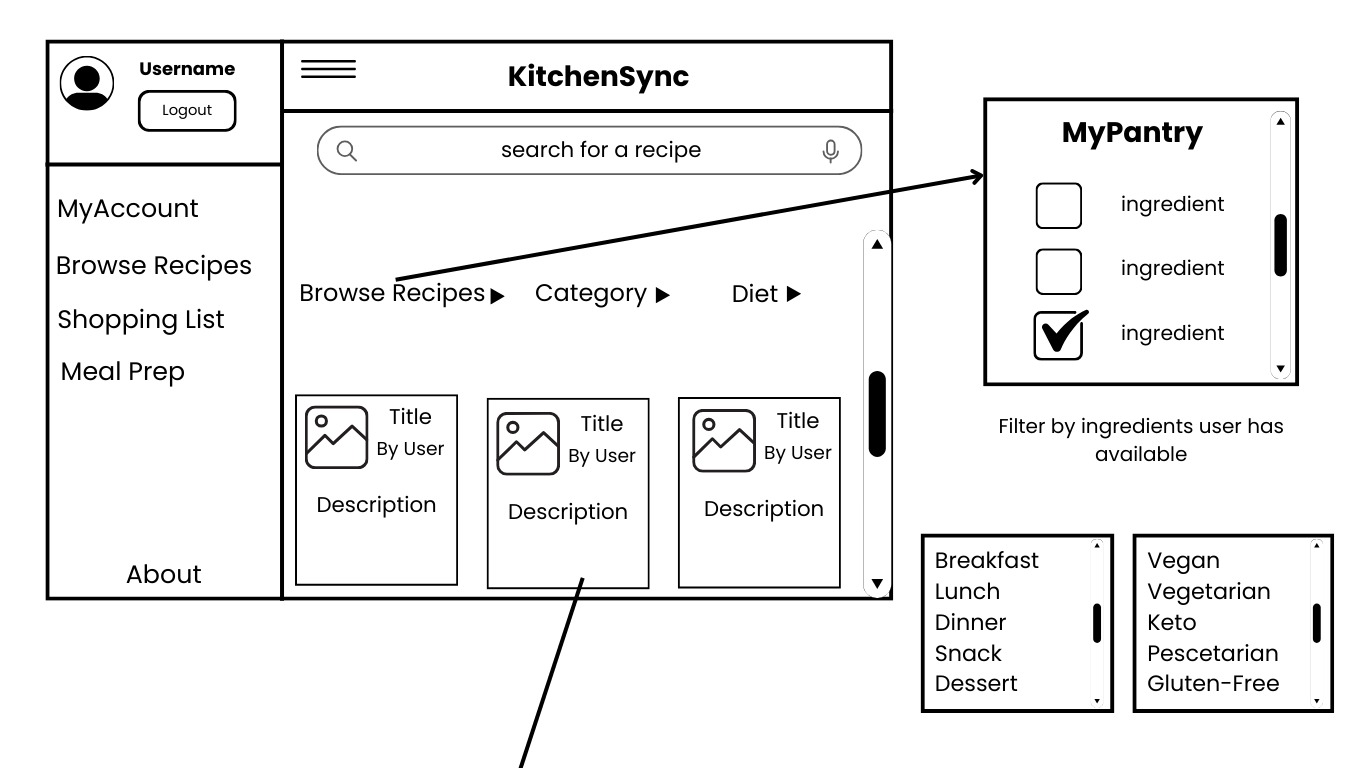 Username
Logout
KitchenSync
search for a recipe
MyAccount
Browse Recipes
Shopping List
Meal Prep
About
Browse Recipes
Category
Diet
Title
By User
Description
Title
By User
Description
Title
By User
Description
MyPantry
ingredient
ingredient
ingredient
Filter by ingredients user has
available
Breakfast
Lunch
Dinner
Snack
Dessert
Vegan
Vegetarian
Keto
Pescetarian
Gluten-Free